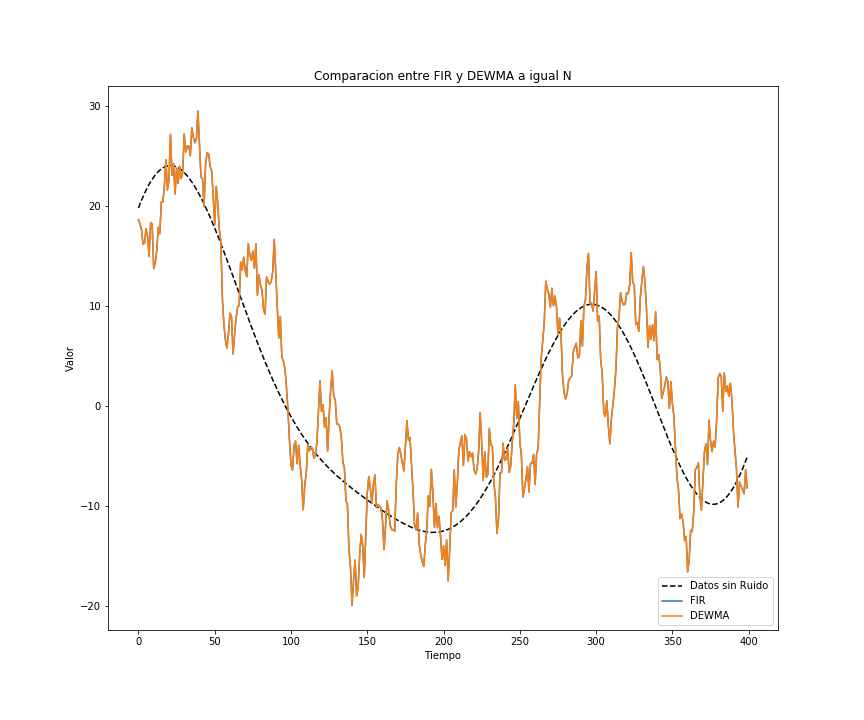 Comparacion entre FIR y DEWMA a igual N
30
20
10
0
−10
−20
Valor
0 50 100 150 200 250 300 350 400
Tiempo
Datos sin Ruido
FIR
DEWMA